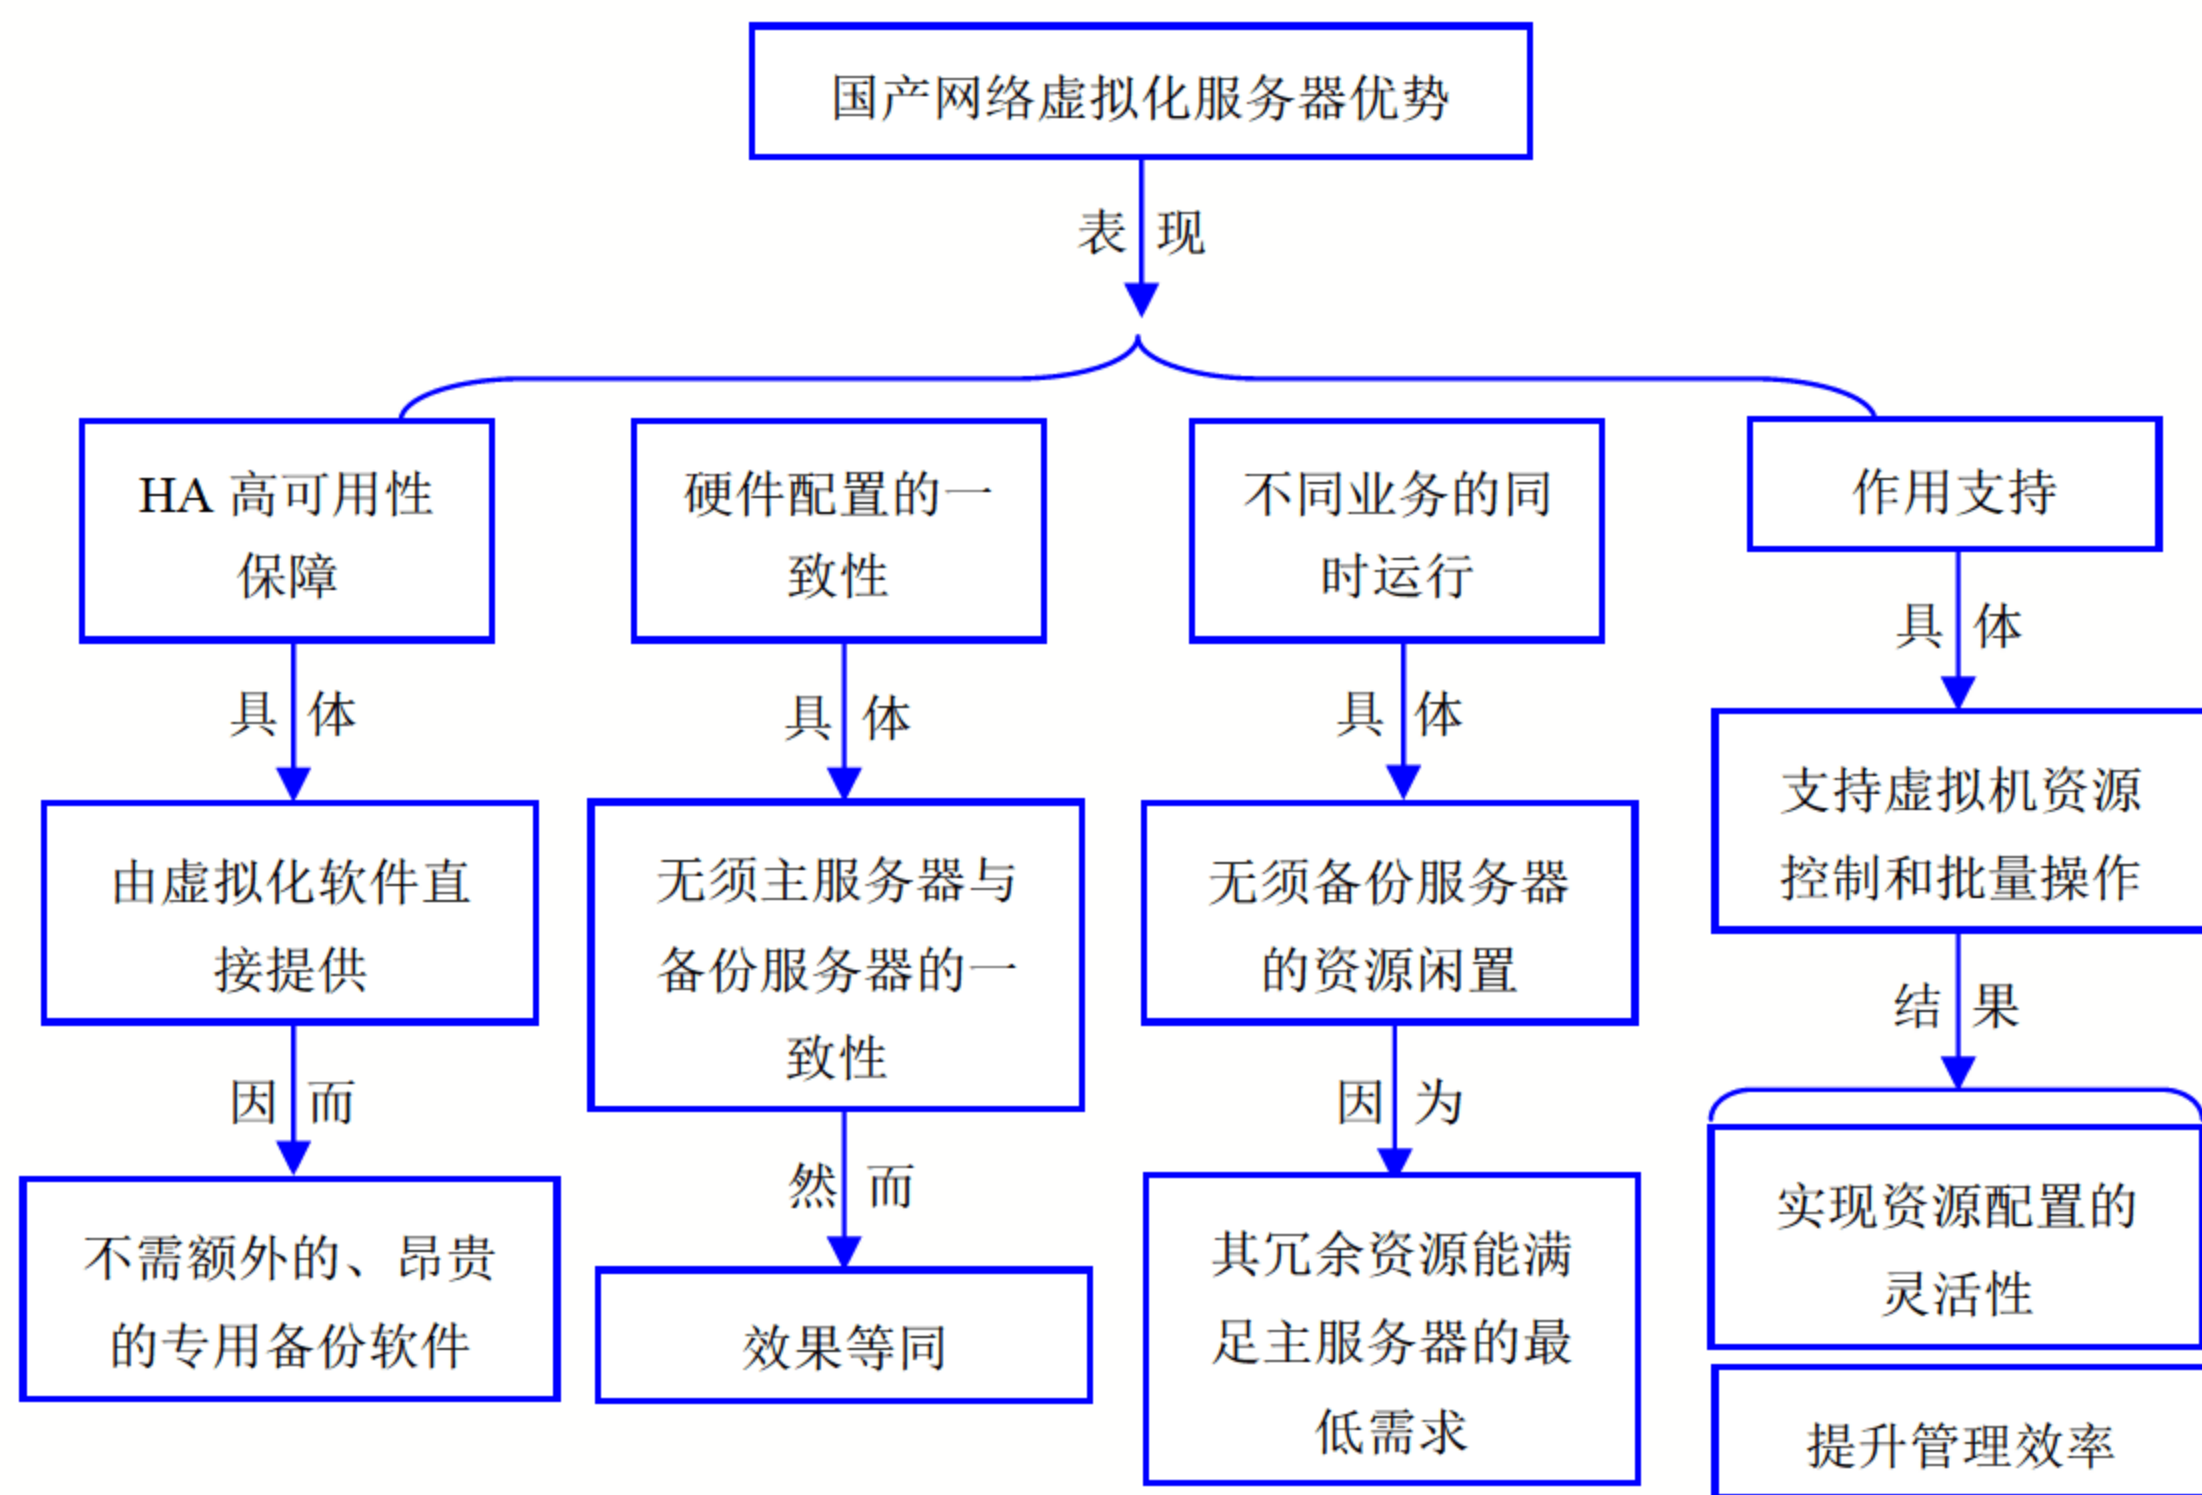 国产网络虚拟化服务器优势
表 现
HA 高可用性
保障
硬件配置的一
致性
不同业务的同
时运行
作用支持
具 体
具 体
具 体
具 体
由虚拟化软件直
接提供
无须主服务器与
备份服务器的一
致性
无须备份服务器
的资源闲置
支持虚拟机资源
控制和批量操作
因 而
然 而
因 为
结 果
不需额外的、昂贵
的专用备份软件
效果等同
其冗余资源能满
足主服务器的最
低需求
实现资源配置的
灵活性
提升管理效率